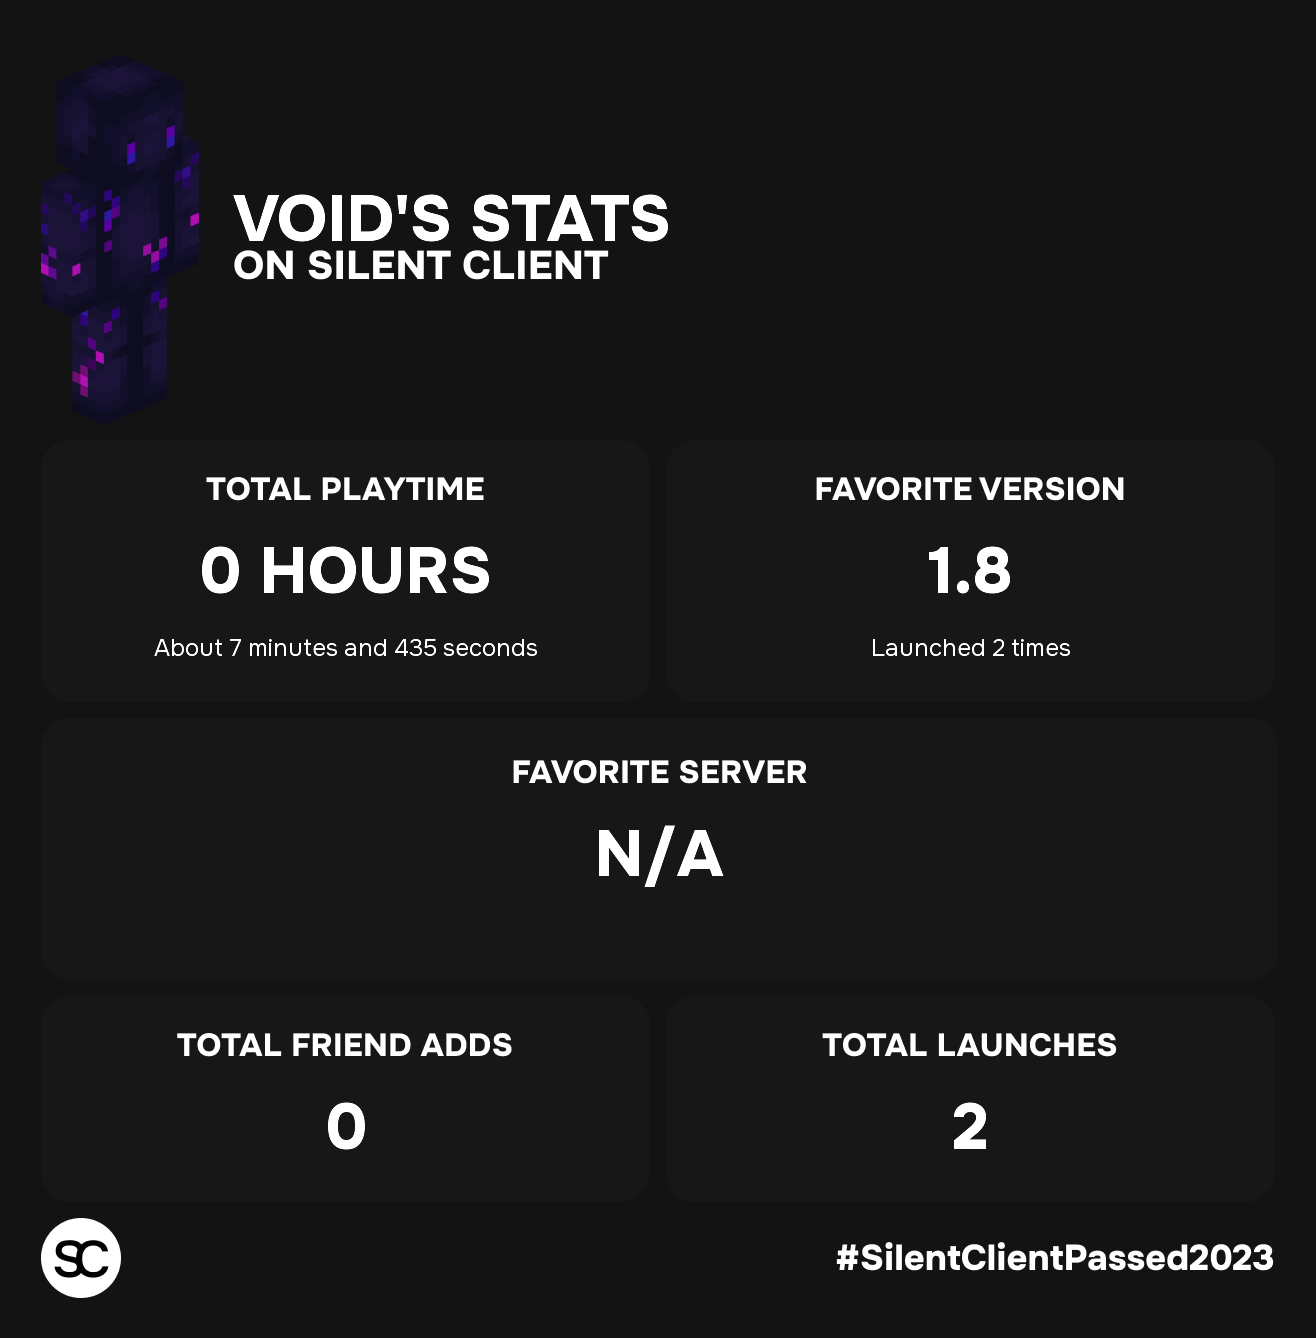 VOID'S STATS
ON SILENT CLIENT
TOTAL PLAYTIME
0 HOURS
About 7 minutes and 435 seconds
FAVORITE VERSION
1.8
Launched 2 times
FAVORITE SERVER
N/A
TOTAL FRIEND ADDS
0
TOTAL LAUNCHES
2
SC
#SilentClientPassed2023